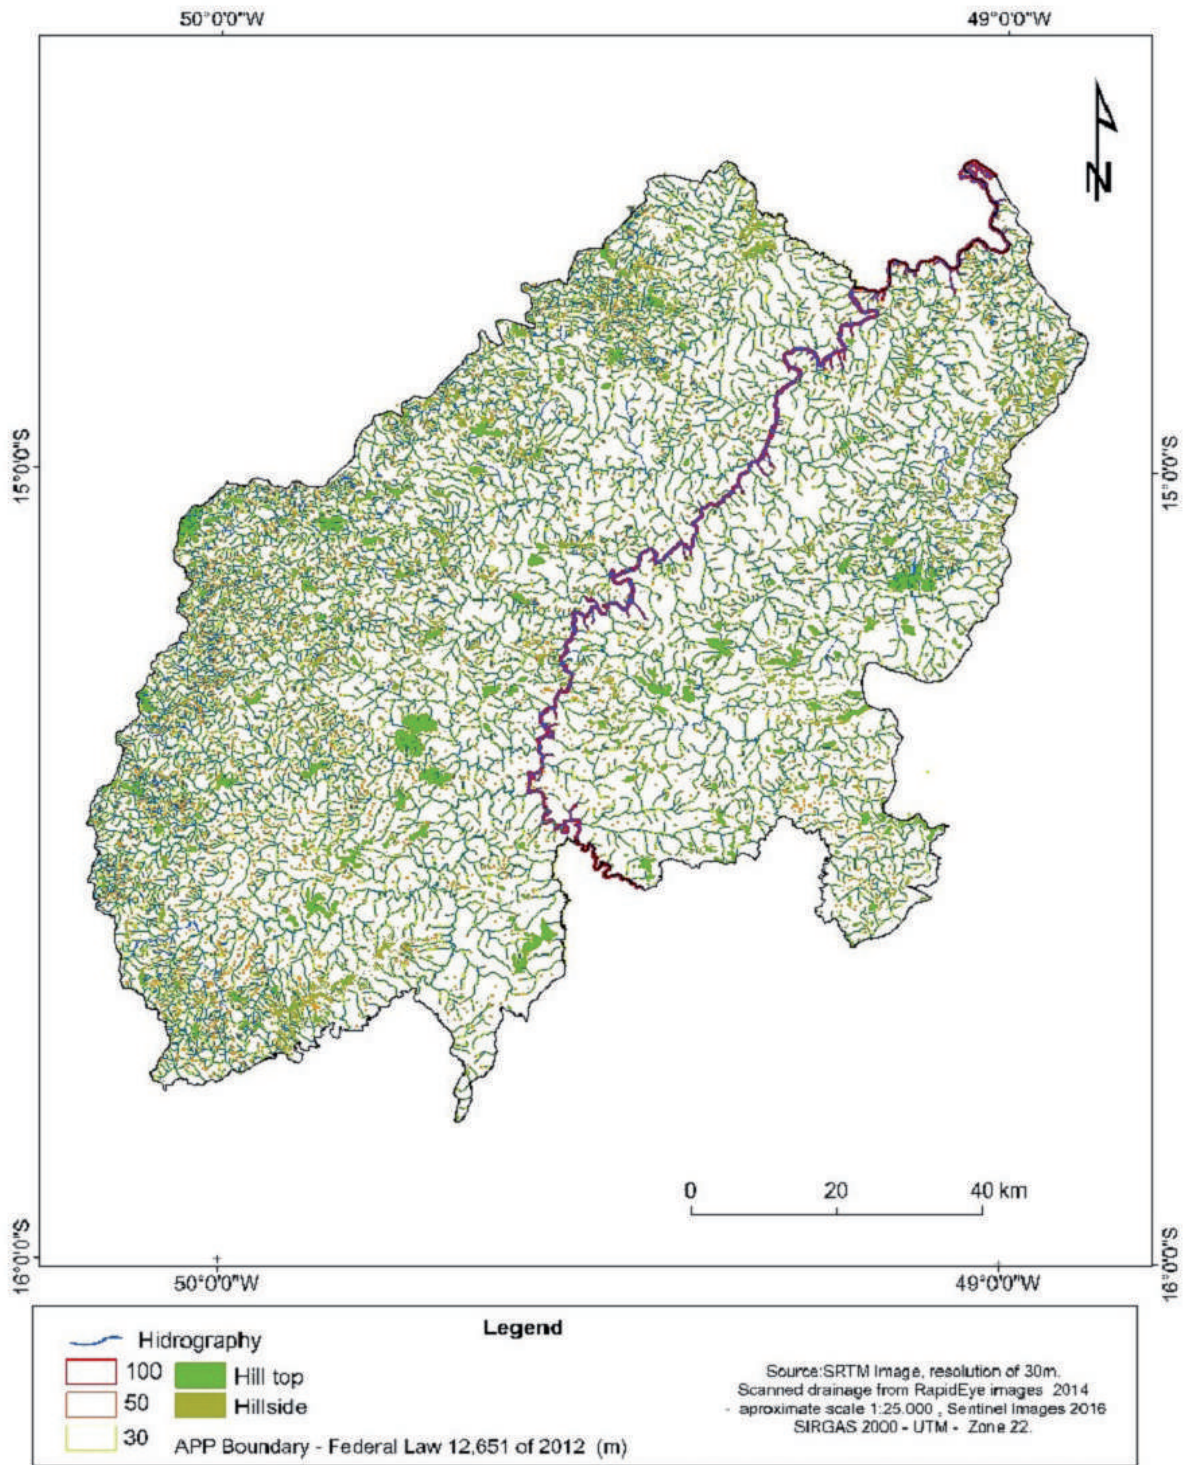 50°0'0"W
49°0'0"W
N
15°0'0"S
15°0'0"S
0 20 40 km
16°0'0"S
16°0'0"S
50°0'0"W
49°0'0"W
Legend
Hidrography
100
50
30
Hill top
Hillside
APP Boundary - Federal Law 12,651 of 2012 (m)
Source:SRTM Image, resolution of 30m.
Scanned drainage from RapidEye images 2014
- aproximate scale 1:25.000 , Sentinel Images 2016
SIRGAS 2000 - UTM - Zone 22.